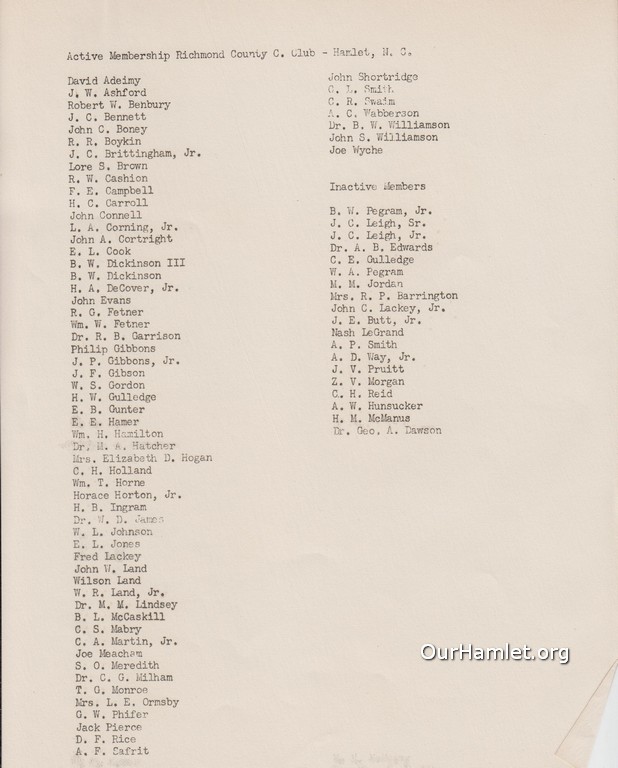 Active Membership Richmond County C. Club - Hamlet, N. C.
David Adeimy
J. W. Ashford
Robert W. Benbury
J. C. Bennett
John C. Boney
R. R. Boykin
J. C. Brittingham, Jr.
Lore S. Brown
R. W. Cashion
F. E. Campbell
H. C. Carroll
John Connell
L. A. Corning, Jr.
John A. Cortright
E. L. Cook
B. W. Dickinson III
B. W. Dickinson
H. A. DeCover, Jr.
John Evans
R. G. Fetner
Wm. W. Fetner
Dr. R. B. Garrison
Philip Gibbons
J. P. Gibbons, Jr.
J. F. Gibson
W. S. Gordon
H. W. Gulledge
E. B. Gunter
E. E. Hamer
Wm. H. Hamilton
Dr. M. A. Hatcher
Mrs. Elizabeth D. Hogan
C. H. Holland
Wm. T. Horne
Horace Horton, Jr.
H. B. Ingram
Dr. W. D. James
W. L. Johnson
E. L. Jones
Fred Lackey
John W. Land
Wilson Land
W. R. Land, Jr.
Dr. M. M. Lindsey
B. L. McCaskill
C. S. Mabry
C. A. Martin, Jr.
Joe Meacham
S. O. Meredith
Dr. C. G. Milham
T. G. Monroe
Mrs. L. E. Ormsby
G. W. Phifer
Jack Pierce
D. F. Rice
A. F. Safrit
John Shortridge
C. L. Smith
C. R. Swaim
A. C. Wabberson
Dr. B. W. Williamson
John S. Williamson
Joe Wyche
Inactive Members
B. W. Pegram, Jr.
J. C. Leigh, Sr.
J. C. Leigh, Jr.
Dr. A. B. Edwards
C. E. Gulledge
W. A. Pegram
M. M. Jordan
Mrs. R. P. Barrington
John C. Lackey, Jr.
J. E. Butt, Jr.
Nash LeGrand
A. P. Smith
A. D. Way, Jr.
J. V. Pruitt
Z. V. Morgan
C. H. Reid
A. W. Hunsucker
H. M. McManus
Dr. Geo. A. Dawson
OurHamlet.org